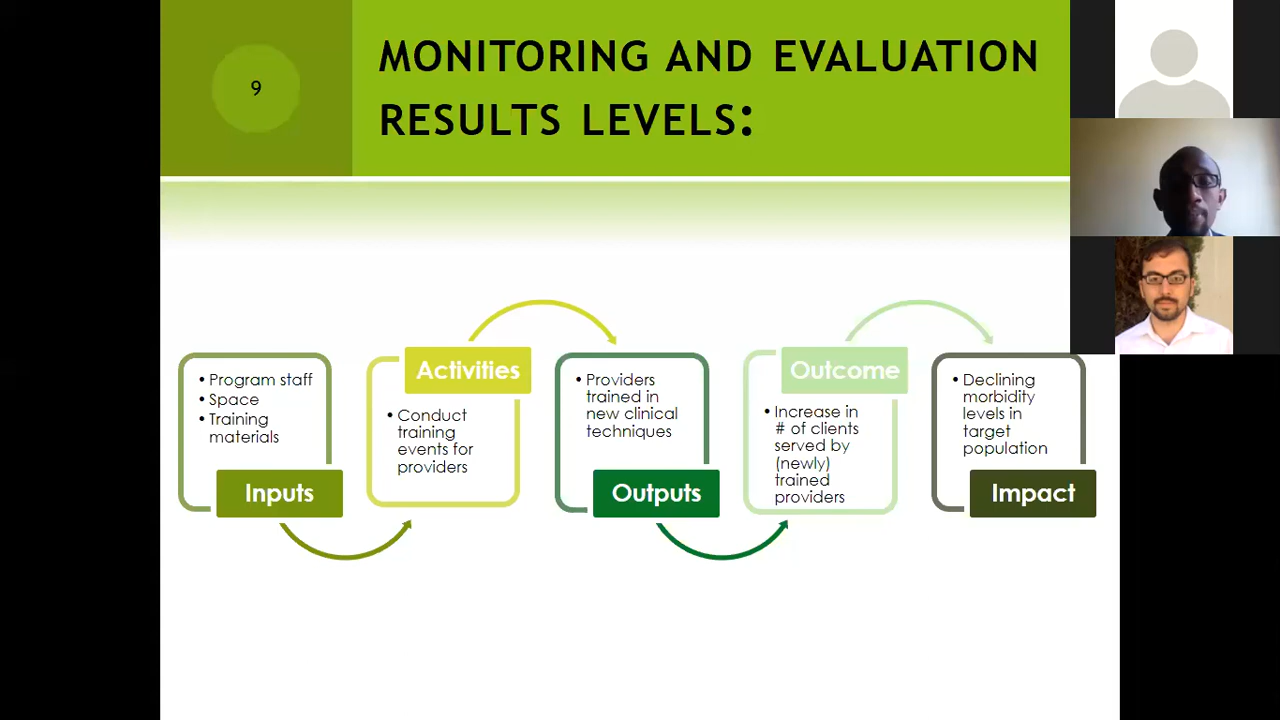 9
MONITORING AND EVALUATION
RESULTS LEVELS:
• Program staff
• Space
• Training
materials
Inputs
Activities
• Conduct
training
events for
providers
• Providers
trained in
new clinical
techniques
Outputs
Outcome
• Increase in
# of clients
served by
(newly)
trained
providers
• Declining
morbidity
levels in
target
population
Impact